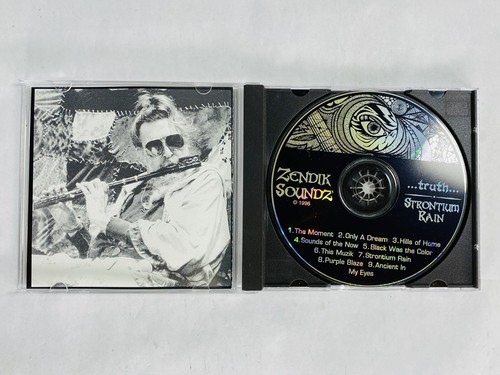 ZENDIK
SOUNDZ
© 1996
...truth...
STRONTIUM
RAIN
1.The Moment 2.Only A Dream 3.Hills of Home
4.Sounds of the Now 5.Black Was the Color
6.This Muzik 7.Strontium Rain
8.Purple Blaze 9.Ancient In
My Eyes